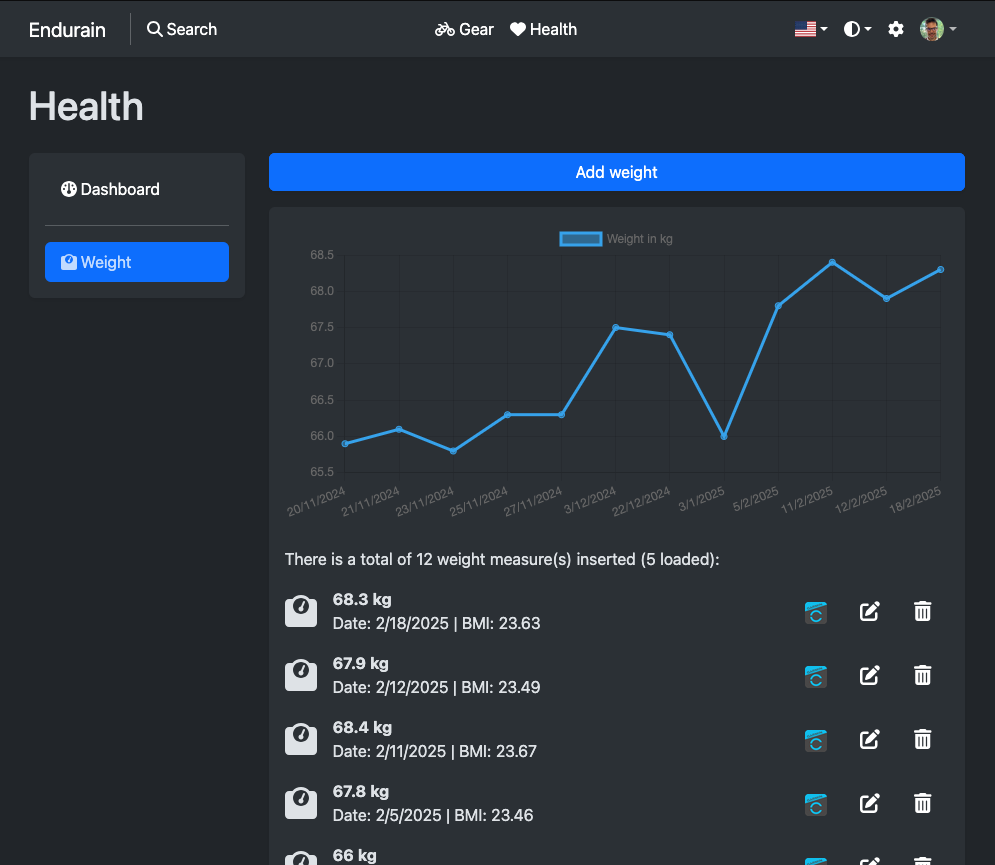 Endurain
Search
Gear
Health
Health
Dashboard
Weight
Add weight
Weight in kg
68.5
68.0
67.5
67.0
66.5
66.0
65.5
20/11/2024
21/11/2024
23/11/2024
25/11/2024
27/11/2024
3/12/2024
22/12/2024
3/1/2025
5/2/2025
11/2/2025
12/2/2025
18/2/2025
There is a total of 12 weight measure(s) inserted (5 loaded):
68.3 kg
Date: 2/18/2025 | BMI: 23.63
67.9 kg
Date: 2/12/2025 | BMI: 23.49
68.4 kg
Date: 2/11/2025 | BMI: 23.67
67.8 kg
Date: 2/5/2025 | BMI: 23.46
66 kg